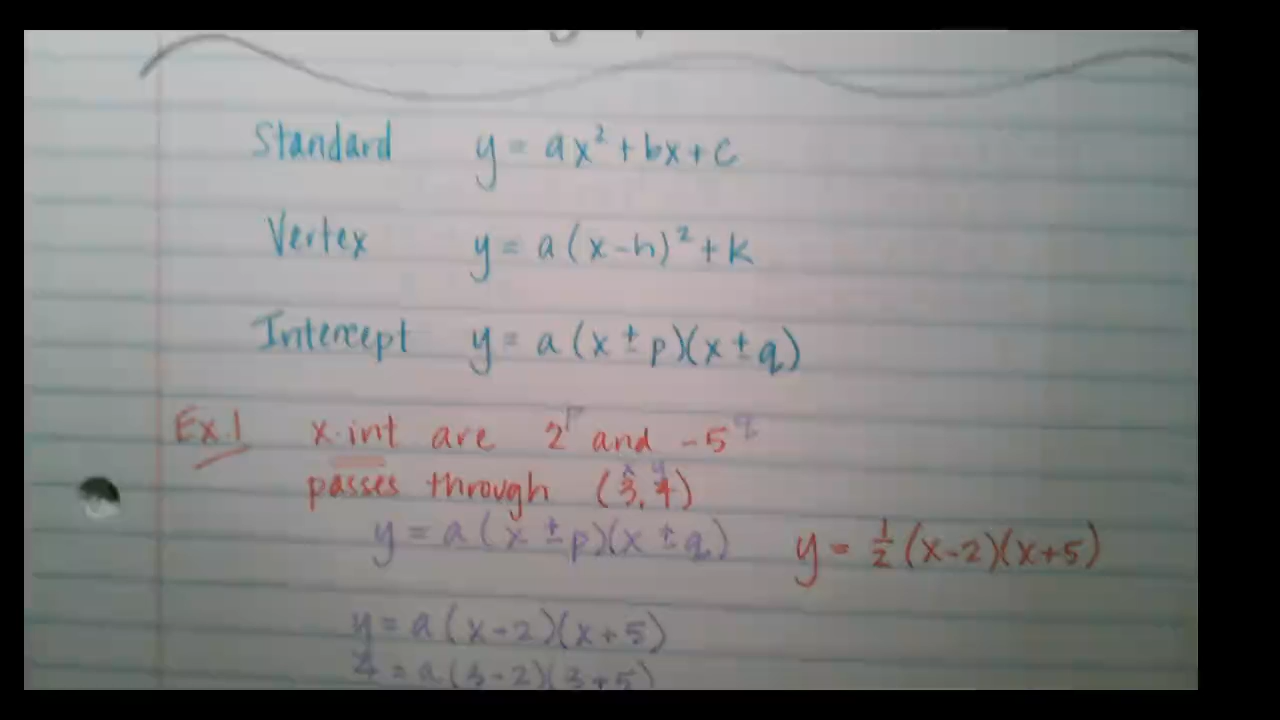 Standard y = ax² + bx + c
Vertex y = a(x-h)² + k
Intercept y = a(x ± p)(x ± q)
Ex.1 x-int are 2 p and -5 q
x y
passes through (3, 4)
y = a(x ± p)(x ± q) y = 1/2 (x-2)(x+5)
y = a(x-2)(x+5)
4 = a(3-2)(3+5)